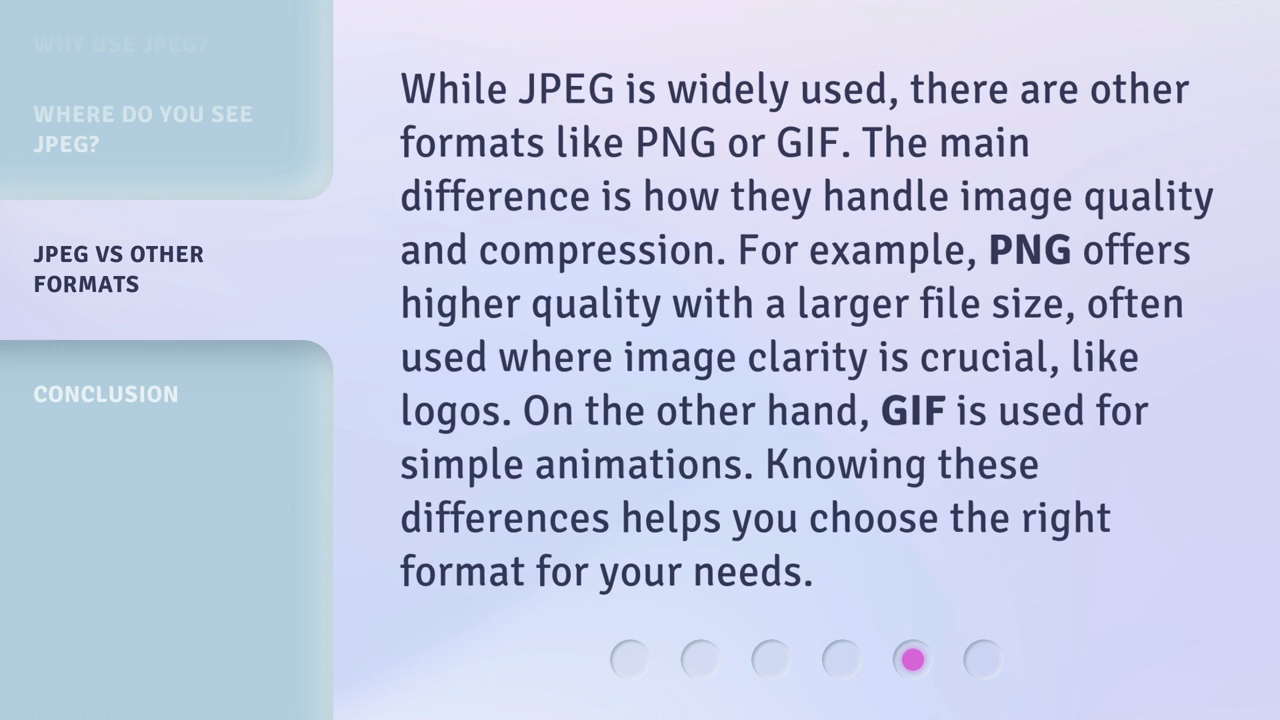 WHY USE JPEG?
WHERE DO YOU SEE
JPEG?
JPEG VS OTHER
FORMATS
CONCLUSION
While JPEG is widely used, there are other
formats like PNG or GIF. The main
difference is how they handle image quality
and compression. For example, PNG offers
higher quality with a larger file size, often
used where image clarity is crucial, like
logos. On the other hand, GIF is used for
simple animations. Knowing these
differences helps you choose the right
format for your needs.